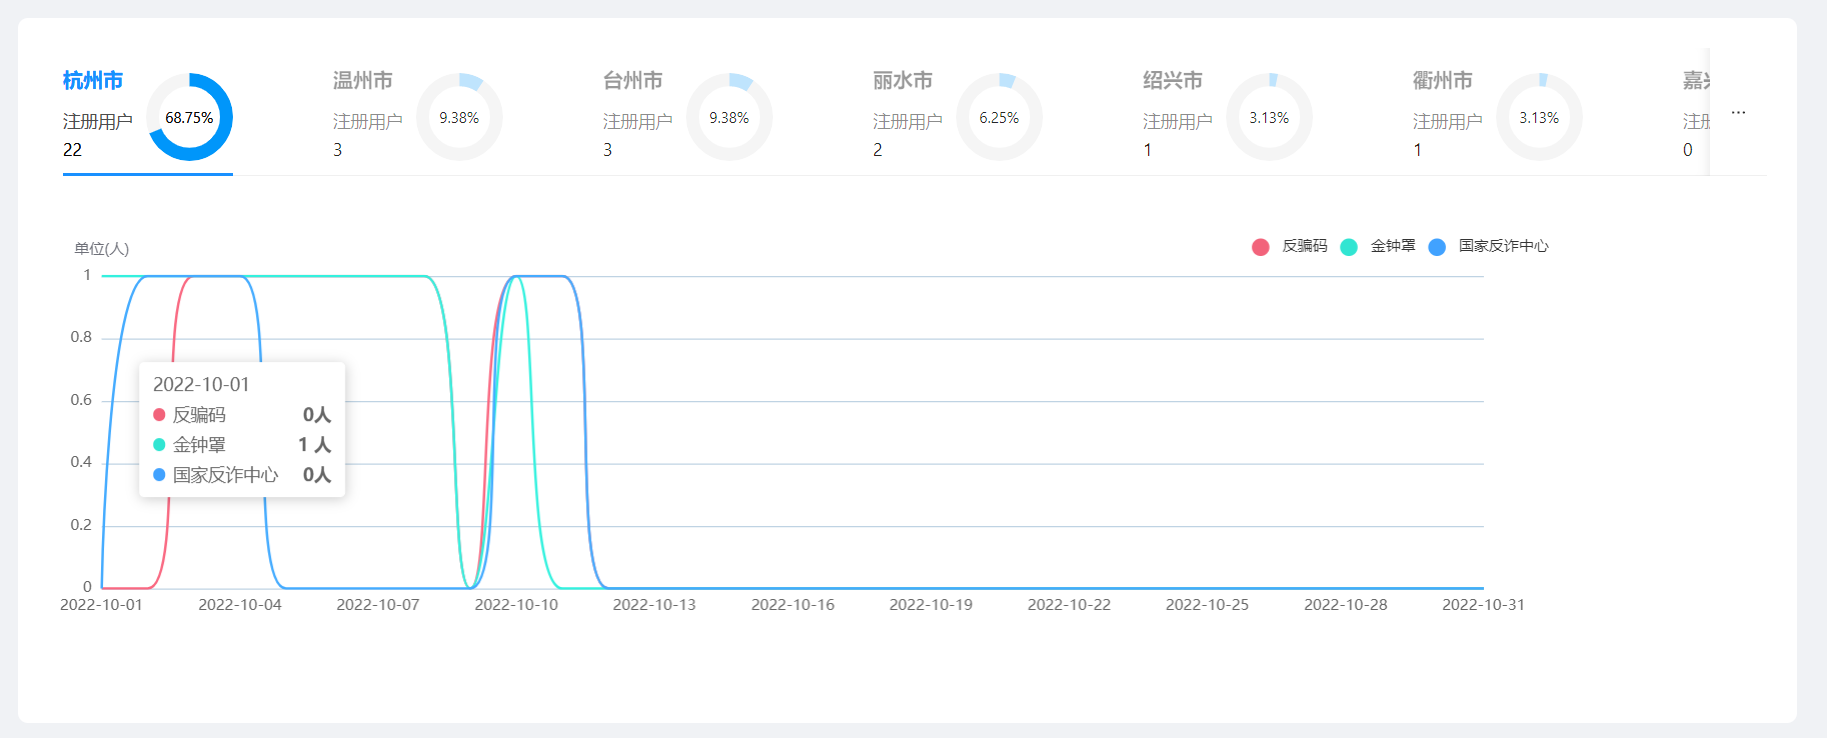 杭州市
注册用户
22
68.75%
温州市
注册用户
3
9.38%
台州市
注册用户
3
9.38%
丽水市
注册用户
2
6.25%
绍兴市
注册用户
1
3.13%
衢州市
注册用户
1
3.13%
嘉兴
注册
0
...
单位(人)
反骗码
金钟罩
国家反诈中心
1
0.8
0.6
0.4
0.2
0
2022-10-01
反骗码 0人
金钟罩 1 人
国家反诈中心 0人
2022-10-01 2022-10-04 2022-10-07 2022-10-10 2022-10-13 2022-10-16 2022-10-19 2022-10-22 2022-10-25 2022-10-28 2022-10-31